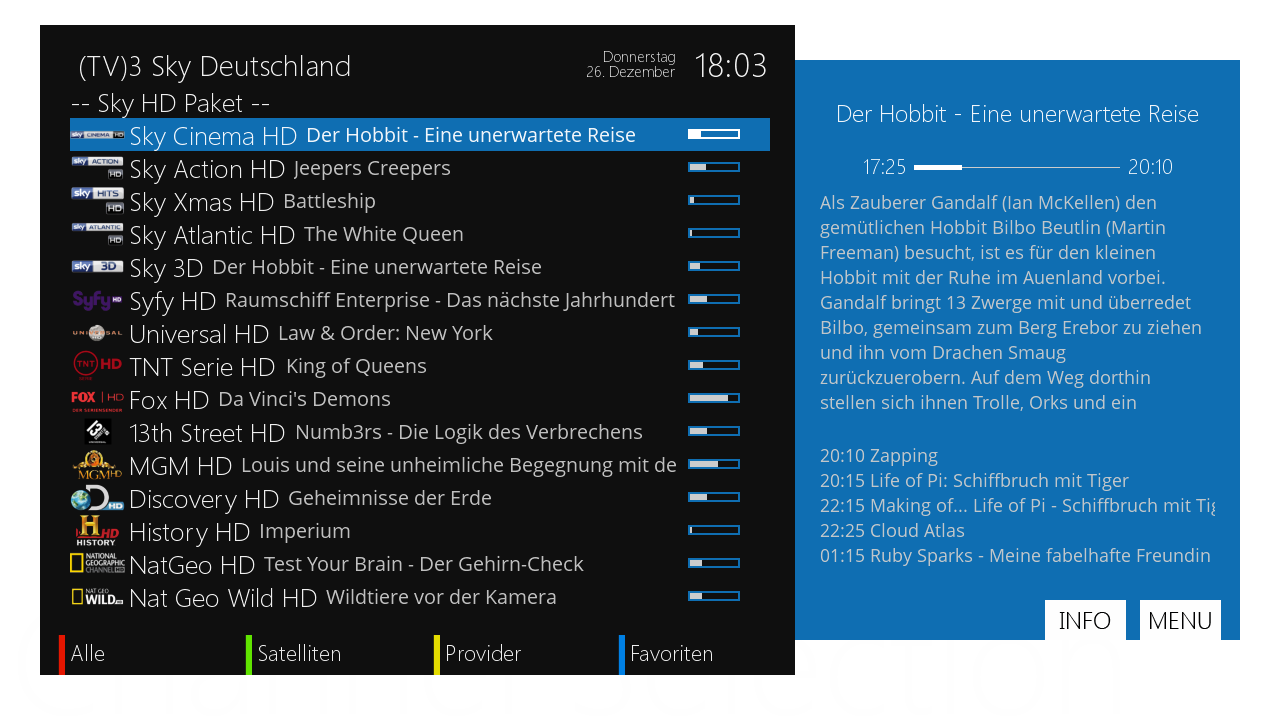 (TV)3 Sky Deutschland
Donnerstag
26. Dezember
18:03
-- Sky HD Paket --
sky CINEMA HD Sky Cinema HD Der Hobbit - Eine unerwartete Reise
sky ACTION HD Sky Action HD Jeepers Creepers
sky HITS HD Sky Xmas HD Battleship
sky ATLANTIC HD Sky Atlantic HD The White Queen
sky 3D Sky 3D Der Hobbit - Eine unerwartete Reise
Syfy HD Syfy HD Raumschiff Enterprise - Das nächste Jahrhundert
UNIVERSAL Universal HD Law & Order: New York
TNT HD TNT Serie HD King of Queens
FOX HD DER SERIENSENDER Fox HD Da Vinci's Demons
13th Street HD Numb3rs - Die Logik des Verbrechens
MGM HD MGM HD Louis und seine unheimliche Begegnung mit de
HD Discovery HD Geheimnisse der Erde
H HD HISTORY History HD Imperium
NATIONAL GEOGRAPHIC CHANNEL HD NatGeo HD Test Your Brain - Der Gehirn-Check
NAT GEO WILD Nat Geo Wild HD Wildtiere vor der Kamera
Alle
Satelliten
Provider
Favoriten
Der Hobbit - Eine unerwartete Reise
17:25
20:10
Als Zauberer Gandalf (Ian McKellen) den
gemütlichen Hobbit Bilbo Beutlin (Martin
Freeman) besucht, ist es für den kleinen
Hobbit mit der Ruhe im Auenland vorbei.
Gandalf bringt 13 Zwerge mit und überredet
Bilbo, gemeinsam zum Berg Erebor zu ziehen
und ihn vom Drachen Smaug
zurückzuerobern. Auf dem Weg dorthin
stellen sich ihnen Trolle, Orks und ein
20:10 Zapping
20:15 Life of Pi: Schiffbruch mit Tiger
22:15 Making of... Life of Pi - Schiffbruch mit Tig
22:25 Cloud Atlas
01:15 Ruby Sparks - Meine fabelhafte Freundin
INFO
MENU